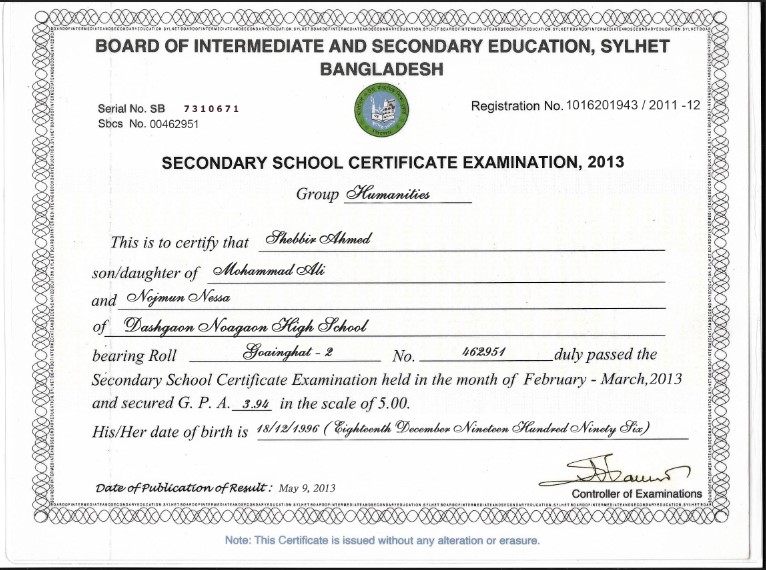 BOARD OF INTERMEDIATE AND SECONDARY EDUCATION, SYLHET
BANGLADESH
Serial No. SB 7310671
Registration No. 1016201943 / 2011 -12
Sbcs No. 00462951
SECONDARY SCHOOL CERTIFICATE EXAMINATION, 2013
Group Humanities
This is to certify that Shebbir Ahmed
son/daughter of Mohammad Ali
and Nojmun Nessa
of Dashgaon Noagaon High School
bearing Roll Goainghat - 2 No. 462951 duly passed the
Secondary School Certificate Examination held in the month of February - March,2013
and secured G. P. A. 3.94 in the scale of 5.00.
His/Her date of birth is 18/12/1996 ( Eighteenth December Nineteen Hundred Ninety Six)
Date of Publication of Result : May 9, 2013
Controller of Examinations
Note: This Certificate is issued without any alteration or erasure.